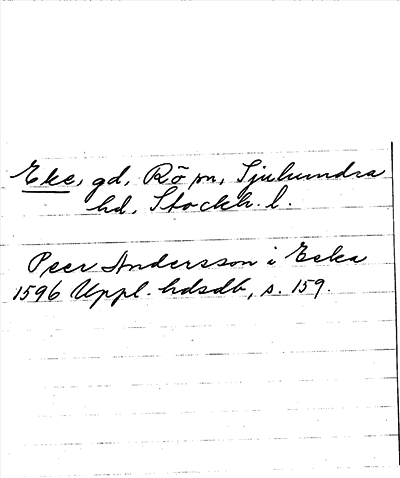 Eke, gd, Rö sn, Sjuhundra
hd, Stockh. l.
Peer Andersson i Eeka
1596 Uppl. hdsdb, s. 159.